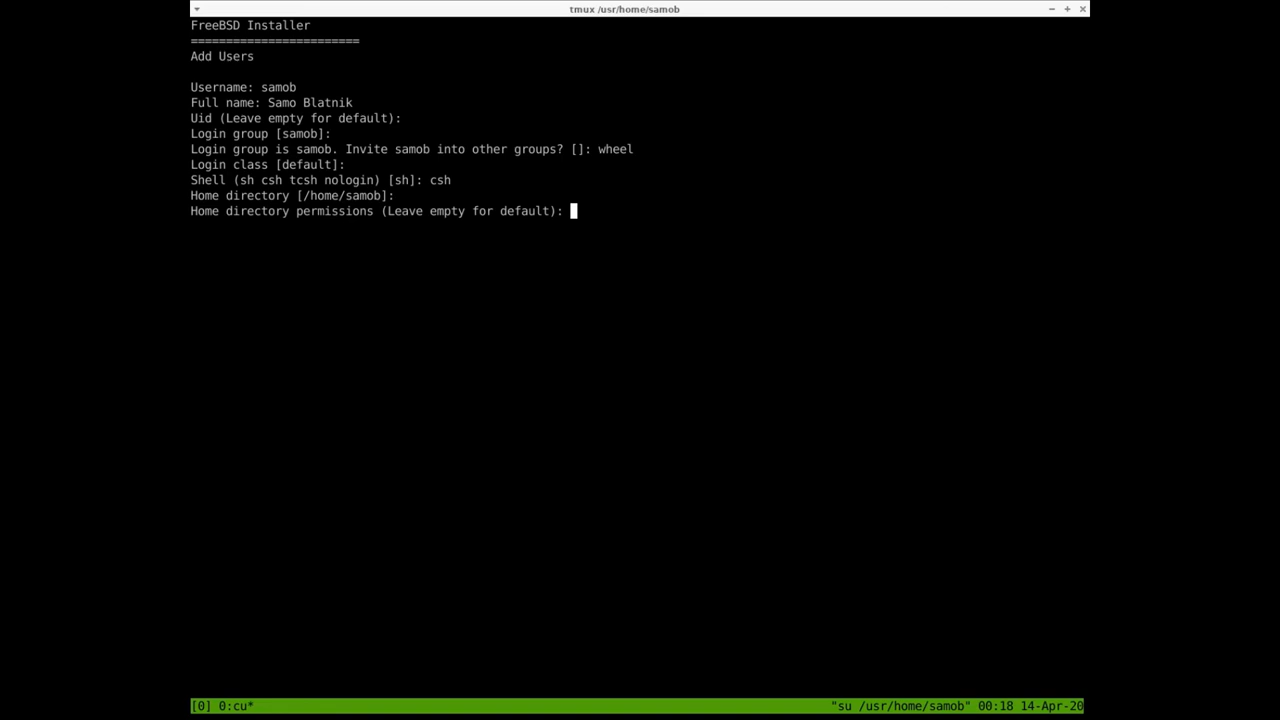 tmux /usr/home/samob
FreeBSD Installer
========================
Add Users
Username: samob
Full name: Samo Blatnik
Uid (Leave empty for default):
Login group [samob]:
Login group is samob. Invite samob into other groups? []: wheel
Login class [default]:
Shell (sh csh tcsh nologin) [sh]: csh
Home directory [/home/samob]:
Home directory permissions (Leave empty for default):
[0] 0:cu* "su /usr/home/samob" 00:18 14-Apr-20